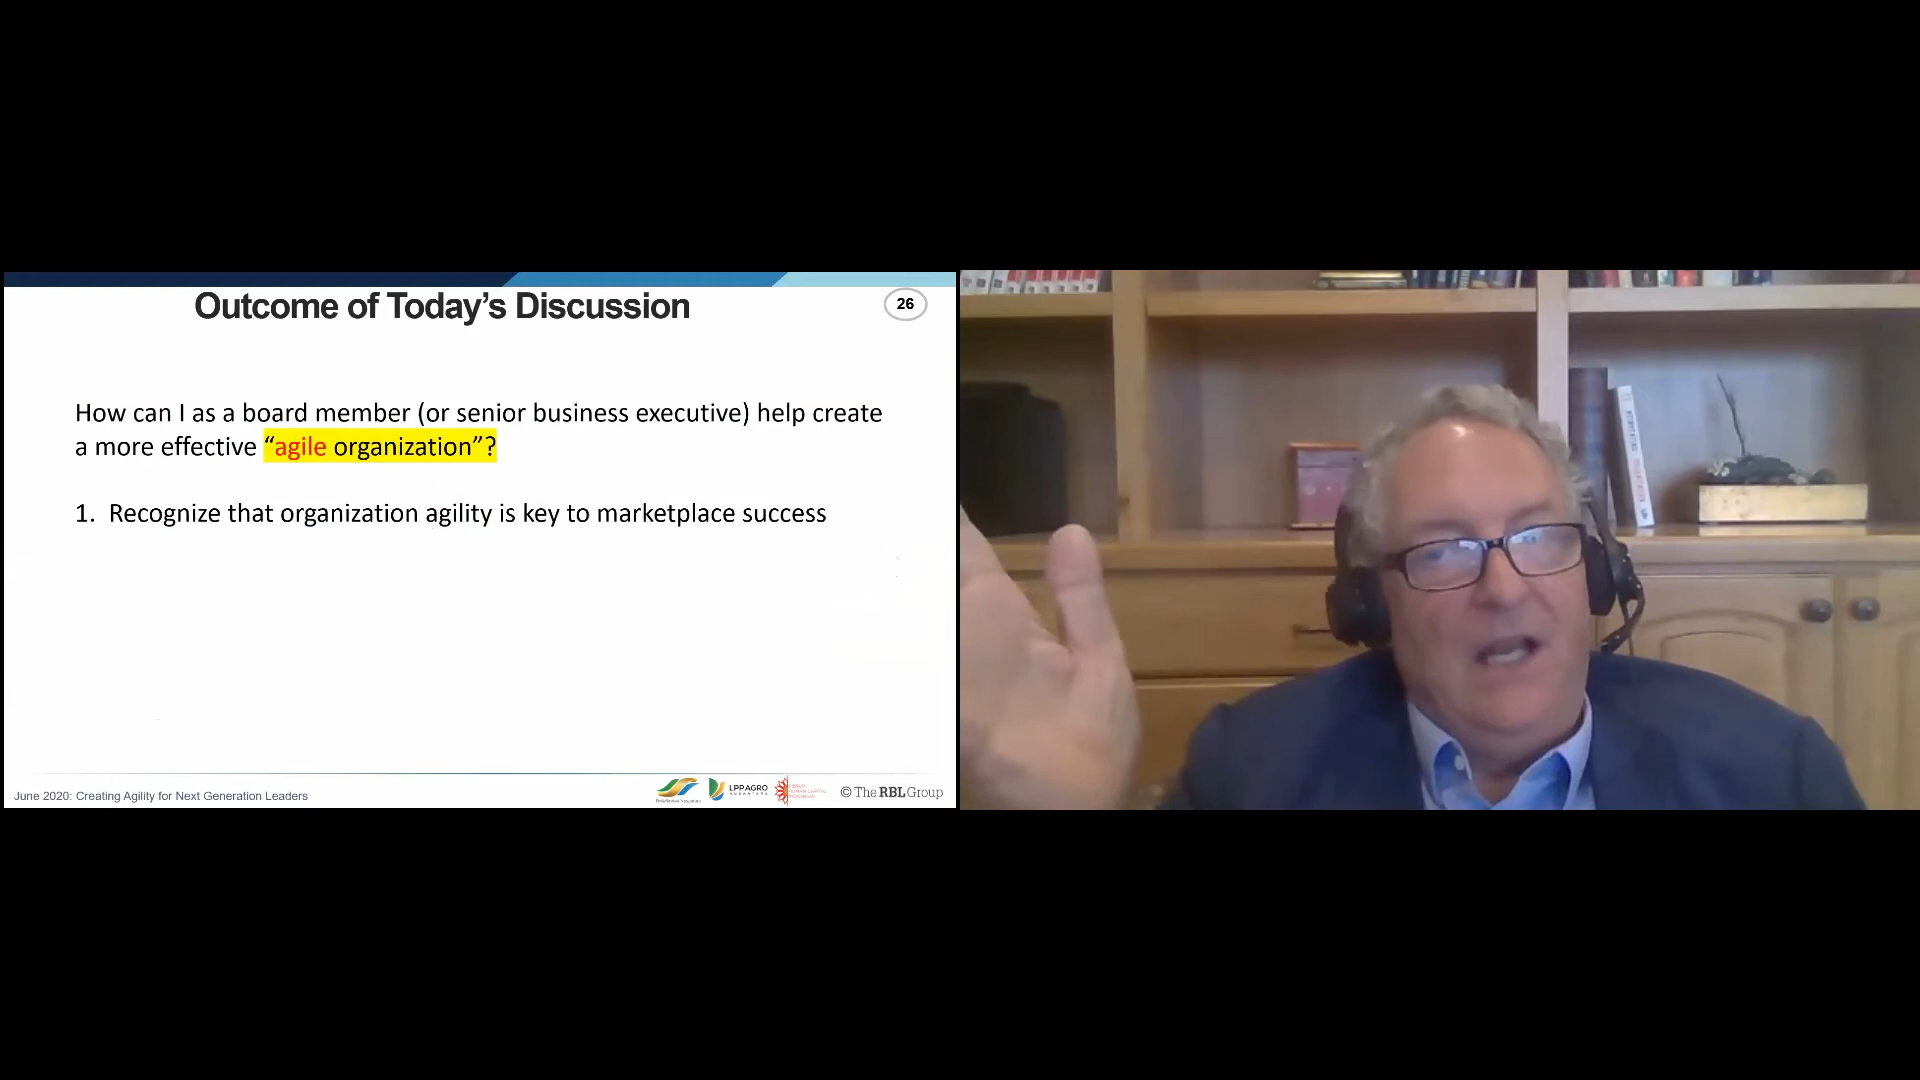 Outcome of Today’s Discussion
26
How can I as a board member (or senior business executive) help create
a more effective “agile organization”?
1. Recognize that organization agility is key to marketplace success
June 2020: Creating Agility for Next Generation Leaders
LPPAGRO
NUSANTARA
© The RBL Group